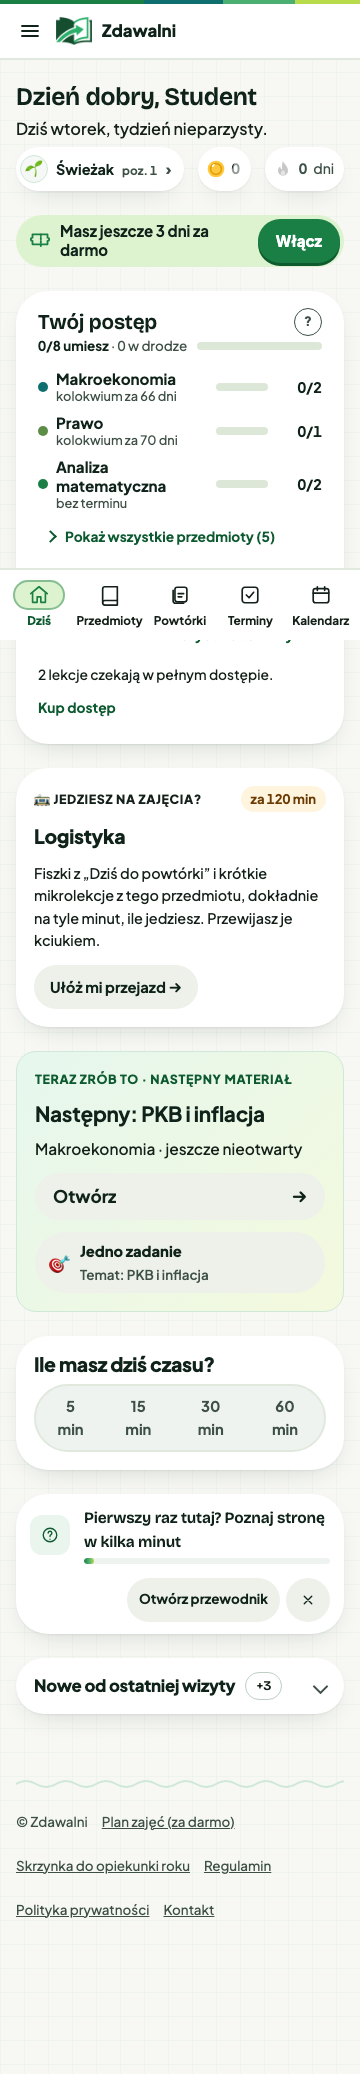 Zdawalni
Dzień dobry, Student
Dziś wtorek, tydzień nieparzysty.
Świeżak poz. 1 ›
0
0 dni
Masz jeszcze 3 dni za
darmo
Włącz
Twój postęp
?
0/8 umiesz · 0 w drodze
Makroekonomia
kolokwium za 66 dni
0/2
Prawo
kolokwium za 70 dni
0/1
Analiza
matematyczna
bez terminu
0/2
Pokaż wszystkie przedmioty (5)
Dziś
Przedmioty
Powtórki
Terminy
Kalendarz
2 lekcje czekają w pełnym dostępie.
Kup dostęp
JEDZIESZ NA ZAJĘCIA?
za 120 min
Logistyka
Fiszki z „Dziś do powtórki” i krótkie
mikrolekcje z tego przedmiotu, dokładnie
na tyle minut, ile jedziesz. Przewijasz je
kciukiem.
Ułóż mi przejazd →
TERAZ ZRÓB TO · NASTĘPNY MATERIAŁ
Następny: PKB i inflacja
Makroekonomia · jeszcze nieotwarty
Otwórz →
Jedno zadanie
Temat: PKB i inflacja
Ile masz dziś czasu?
5 min
15 min
30 min
60 min
Pierwszy raz tutaj? Poznaj stronę
w kilka minut
Otwórz przewodnik
Nowe od ostatniej wizyty
+3
© Zdawalni
Plan zajęć (za darmo)
Skrzynka do opiekunki roku
Regulamin
Polityka prywatności
Kontakt